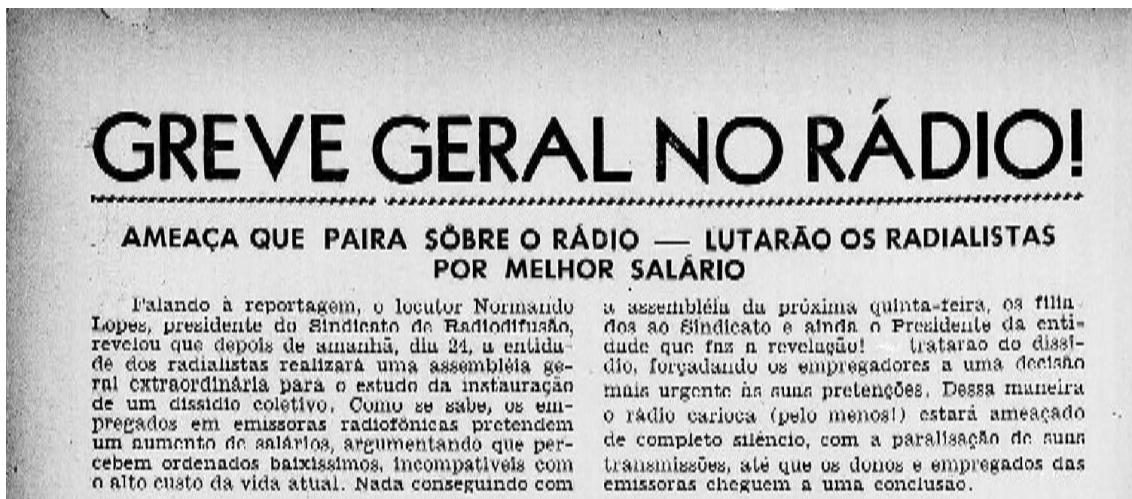 GREVE GERAL NO RÁDIO!
AMEAÇA QUE PAIRA SÔBRE O RÁDIO — LUTARÃO OS RADIALISTAS
POR MELHOR SALÁRIO
Falando à reportagem, o locutor Normando
Lopes, presidente do Sindicato de Radiodifusão,
revelou que depois de amanhã, dia 24, a entida-
de dos radialistas realizará uma assembléia ge-
ral extraordinária para o estudo da instauração
de um dissídio coletivo. Como se sabe, os em-
pregados em emissoras radiofônicas pretendem
um aumento de salários, argumentando que per-
cebem ordenados baixíssimos, incompatíveis com
o alto custo da vida atual. Nada conseguindo com
a assembléia da próxima quinta-feira, os filia-
dos ao Sindicato e ainda o Presidente da enti-
dade que faz a revelação! tratarao do dissí-
dio, forçadando os empregadores a uma decisão
mais urgente às suas pretenções. Dessa maneira
o rádio carioca (pelo menos!) estará ameaçado
de completo silêncio, com a paralisação de suas
transmissões, até que os donos e empregados das
emissoras cheguem a uma conclusão.